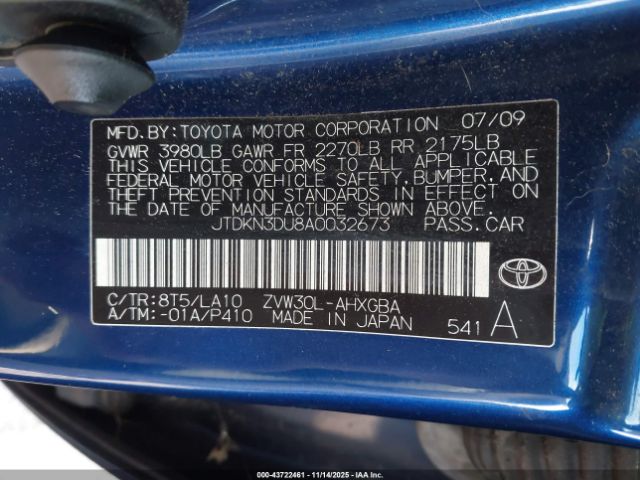 MFD. BY: TOYOTA MOTOR CORPORATION 07/09
GVWR 3980LB GAWR FR 2270LB RR 2175LB
THIS VEHICLE CONFORMS TO ALL APPLICABLE
FEDERAL MOTOR VEHICLE SAFETY, BUMPER, AND
THEFT PREVENTION STANDARDS IN EFFECT ON
THE DATE OF MANUFACTURE SHOWN ABOVE.
JTDKN3DU8A0032673 PASS. CAR
TOYOTA
C/TR: 8T5/LA10 ZVW30L-AHXGBA
A/TM: -01A/P410 MADE IN JAPAN 541 A
000-43722461 - 11/14/2025 - IAA, Inc.